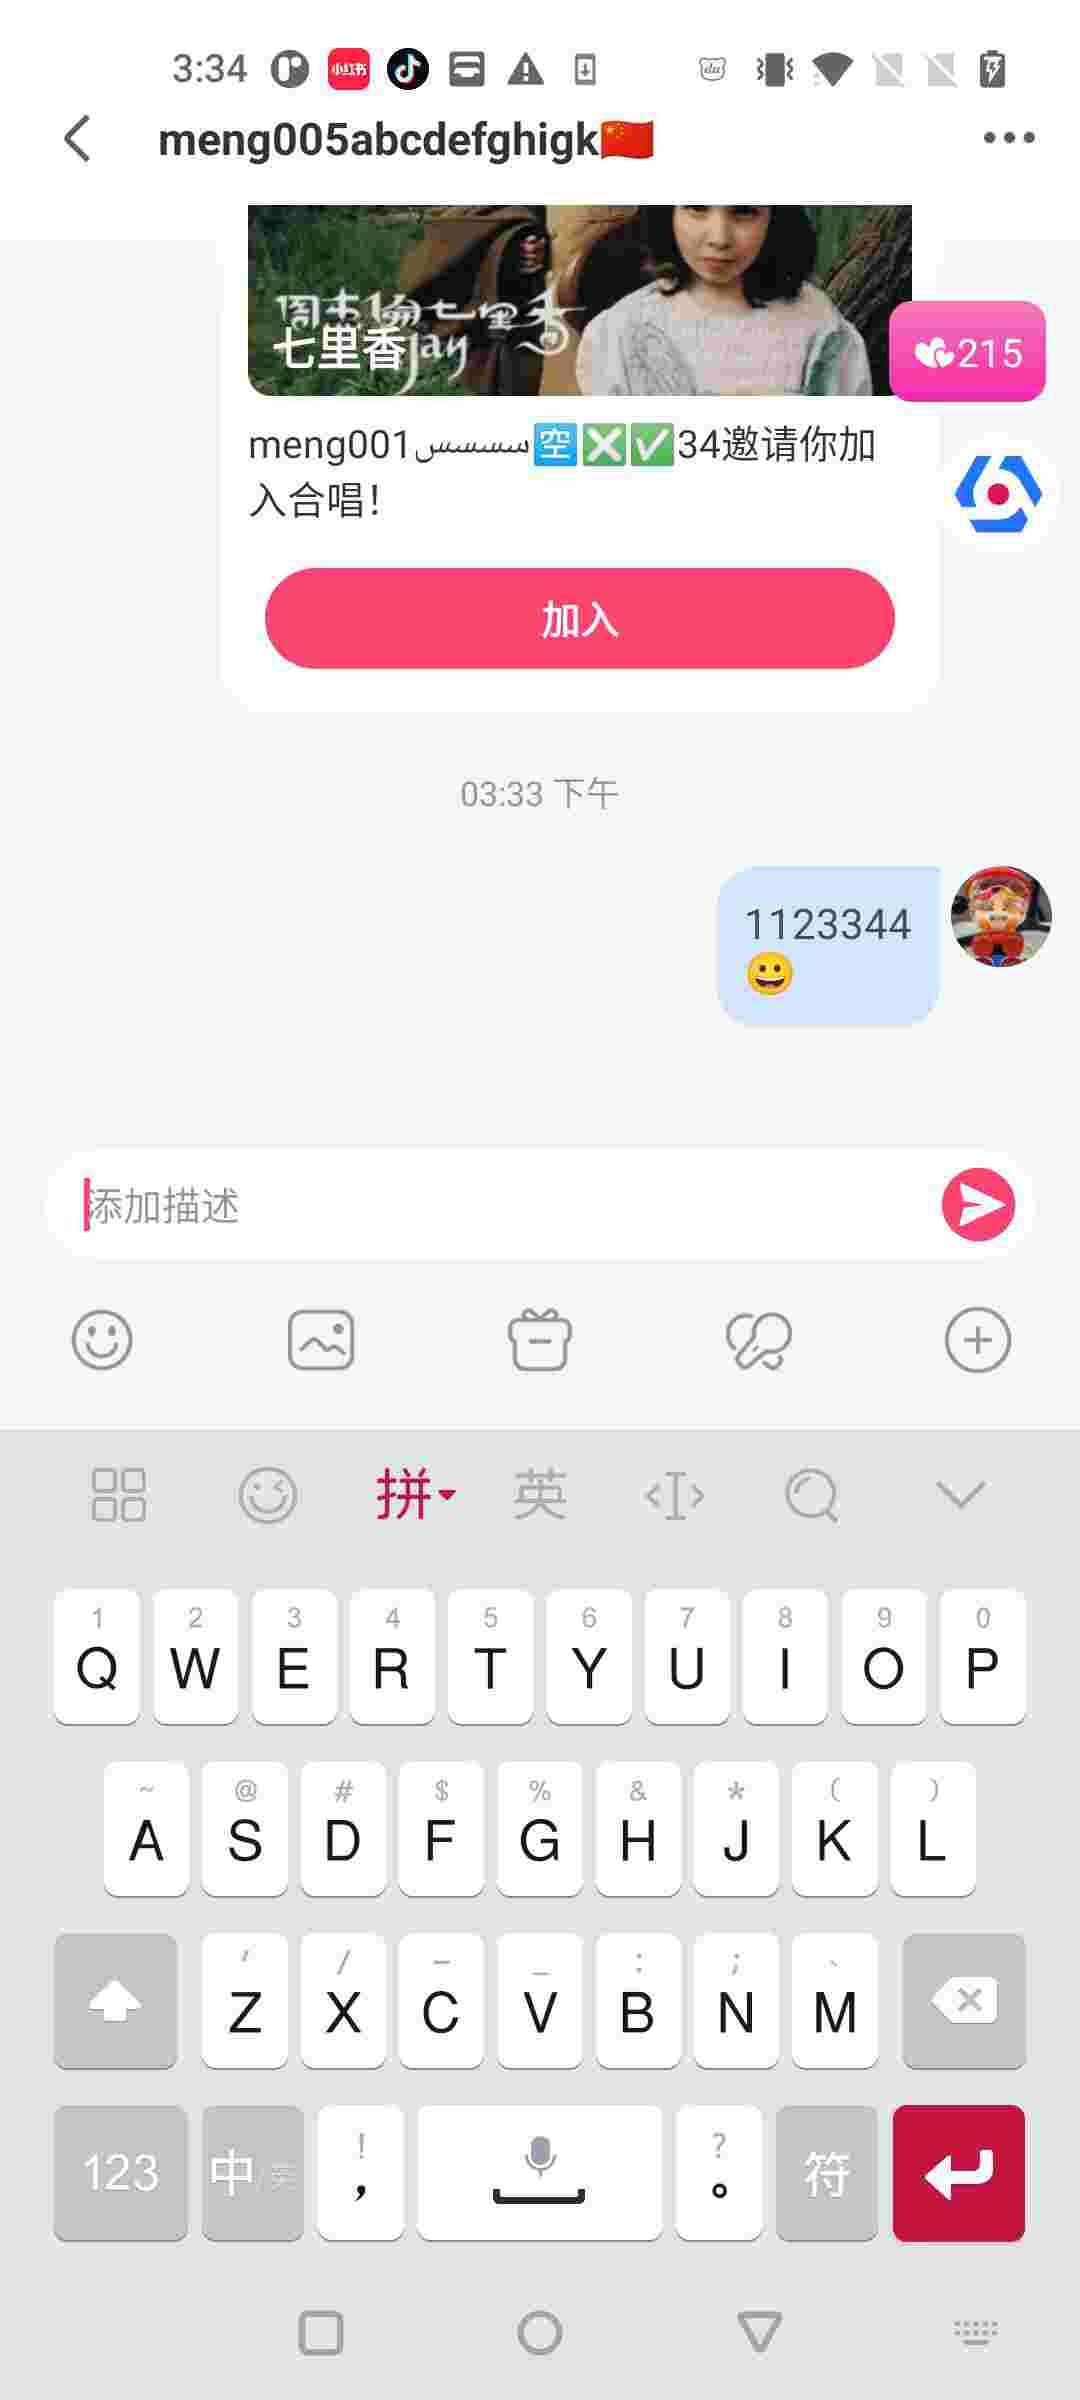 3:34 小红书
meng005abcdefghigk🇨🇳
周杰倫七里香
七里香 jay
215
meng001سسسسس🈳❎✅34邀请你加
入合唱！
加入
03:33 下午
1123344
😀
添加描述
拼 英
1 2 3 4 5 6 7 8 9 0
Q W E R T Y U I O P
~ @ # $ % & * ( )
A S D F G H J K L
' / - _ : ; 、
Z X C V B N M
! ?
123 中/英 ， 。 符